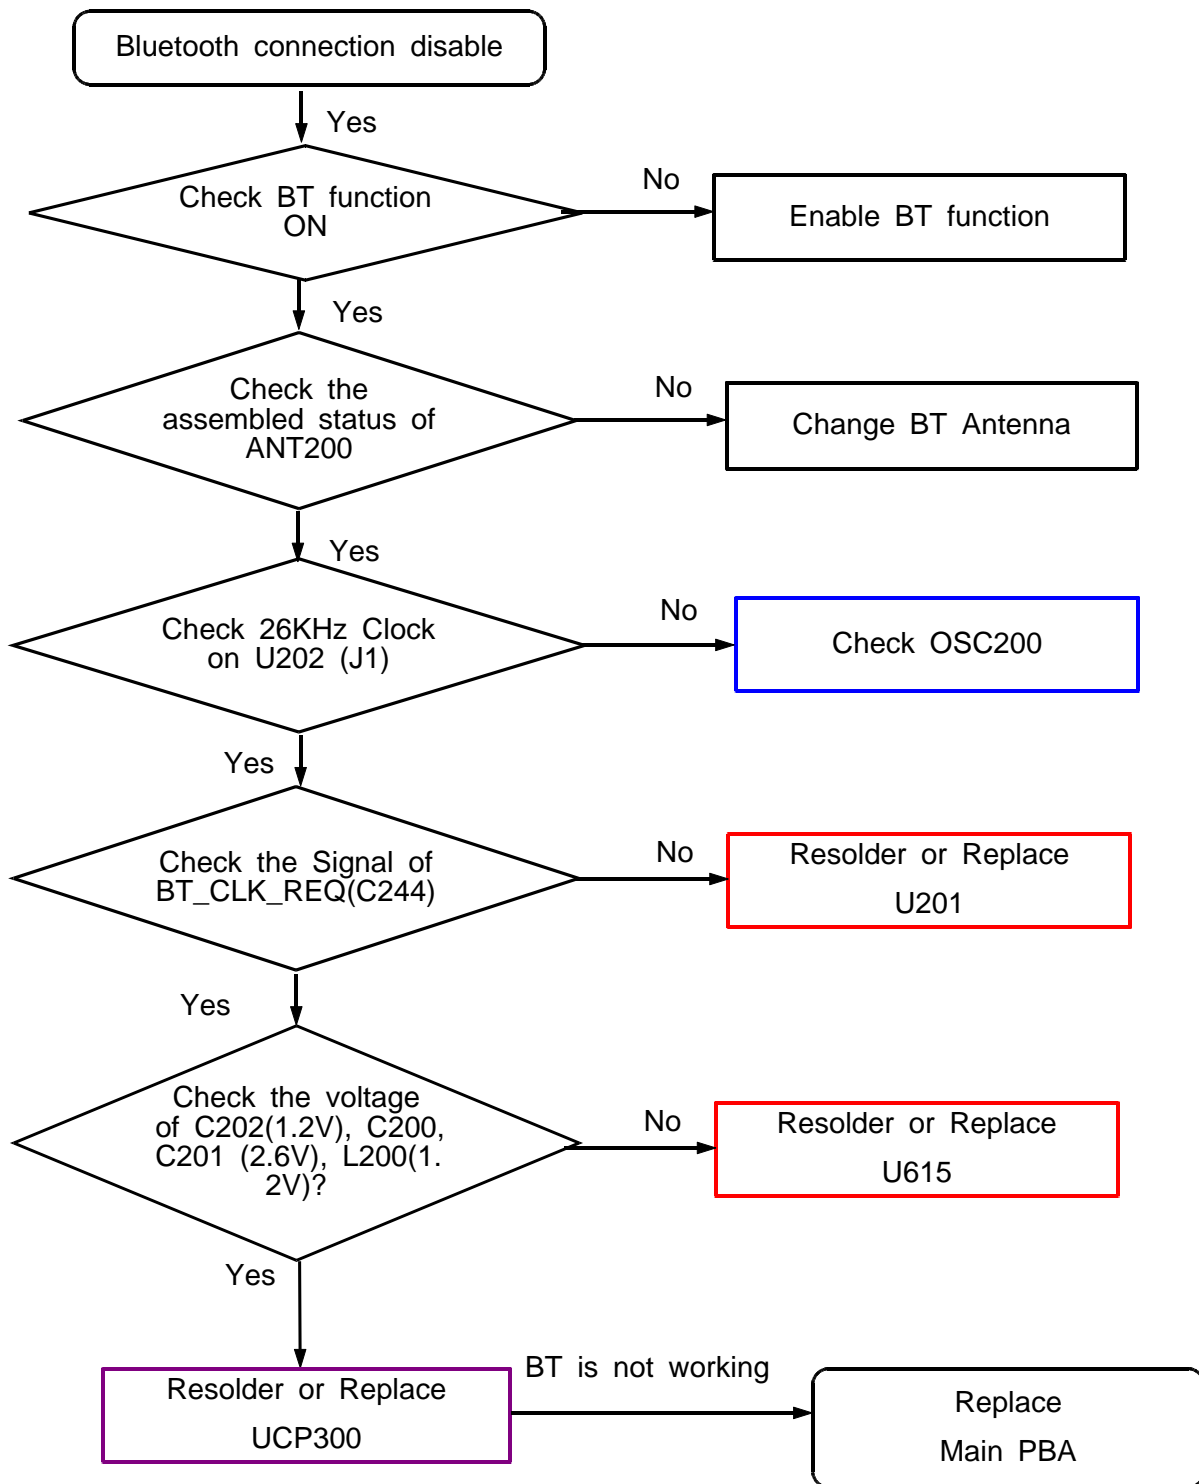 Bluetooth connection disable
Yes
Check BT function
ON
No
Enable BT function
Yes
Check the
assembled status of
ANT200
No
Change BT Antenna
Yes
Check 26KHz Clock
on U202 (J1)
No
Check OSC200
Yes
Check the Signal of
BT_CLK_REQ(C244)
No
Resolder or Replace
U201
Yes
Check the voltage
of C202(1.2V), C200,
C201 (2.6V), L200(1.
2V)?
No
Resolder or Replace
U615
Yes
Resolder or Replace
UCP300
BT is not working
Replace
Main PBA